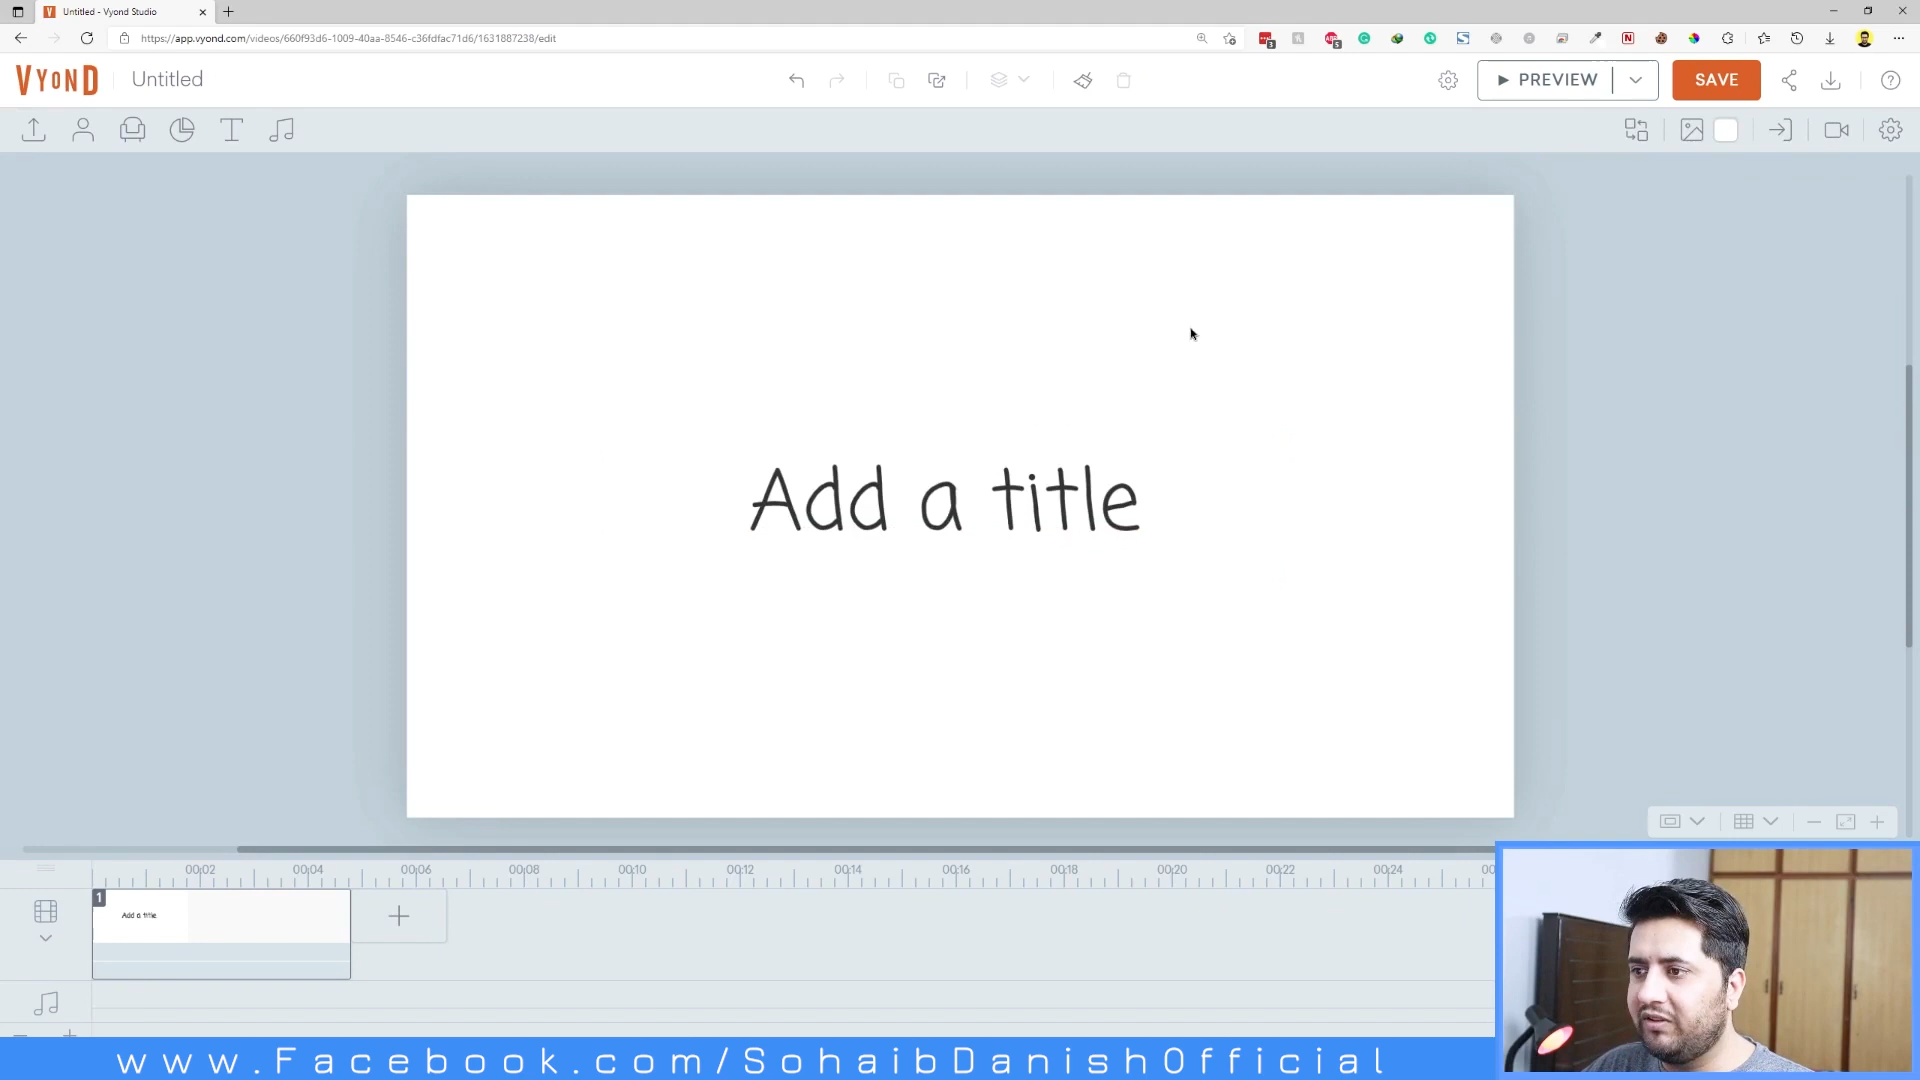 Untitled - Vyond Studio
https://app.vyond.com/videos/660f93d6-1009-40aa-8546-c36fdfac71d6/1631887238/edit
VYOND
Untitled
PREVIEW
SAVE
Add a title
00:02 00:04 00:06 00:08 00:10 00:12 00:14 00:16 00:18 00:20 00:22 00:24
1
Add a title
www.Facebook.com/SohaibDanishOfficial